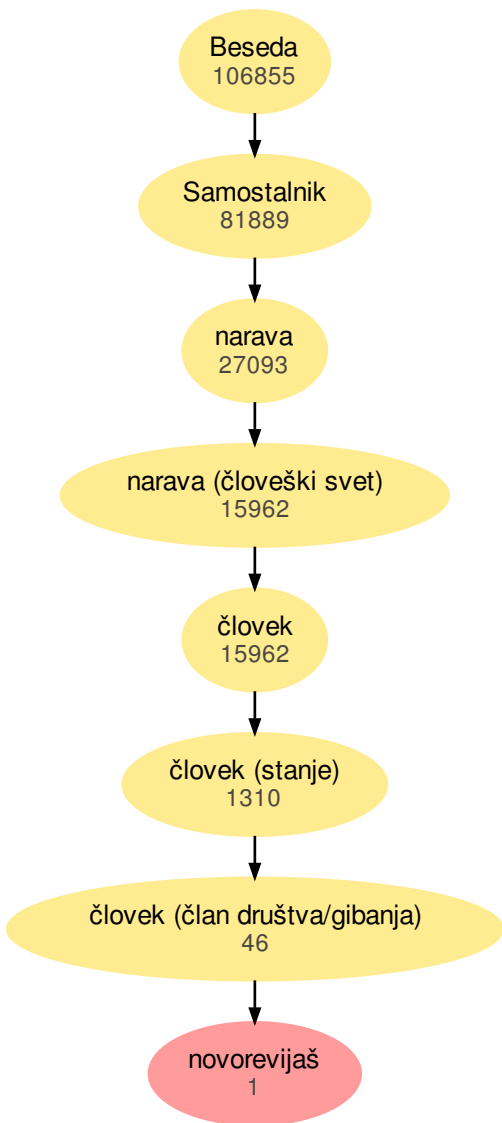 Beseda
106855
Samostalnik
81889
narava
27093
narava (človeški svet)
15962
človek
15962
človek (stanje)
1310
človek (član društva/gibanja)
46
novorevijaš
1